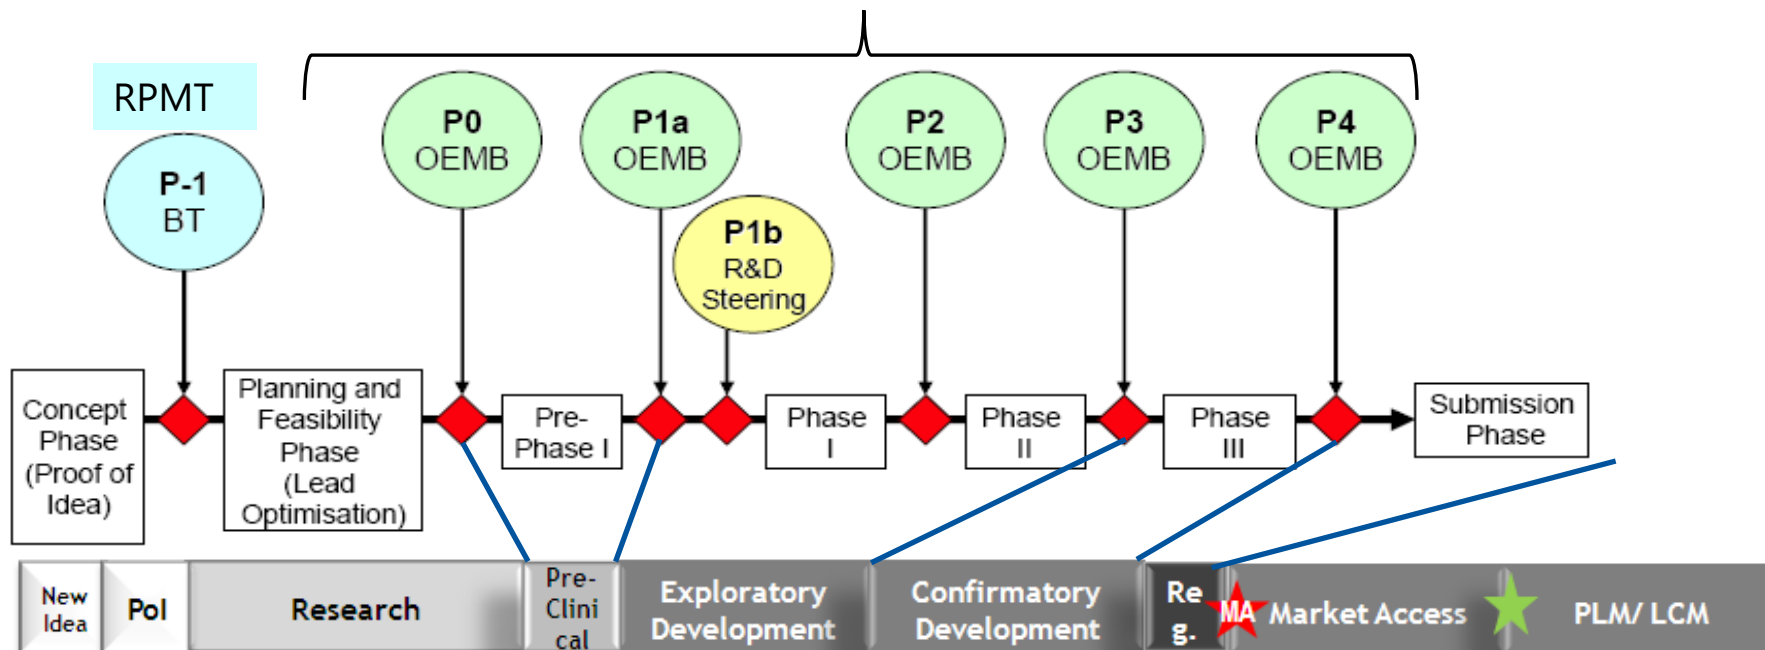 RPMT
P-1
BT
P0
OEMB
P1a
OEMB
P1b
R&D
Steering
P2
OEMB
P3
OEMB
P4
OEMB
Concept
Phase
(Proof of
Idea)
Planning and
Feasibility
Phase
(Lead
Optimisation)
Pre-
Phase I
Phase
I
Phase
II
Phase
III
Submission
Phase
New
Idea
PoI
Research
Pre-
Clini
cal
Exploratory
Development
Confirmatory
Development
Re
g.
MA
Market Access
PLM/ LCM